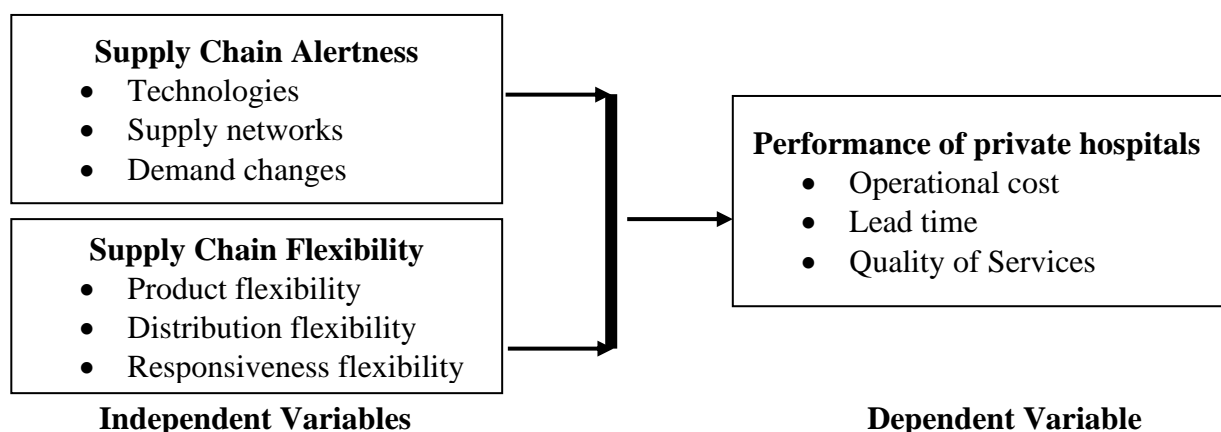 Supply Chain Alertness
• Technologies
• Supply networks
• Demand changes
Supply Chain Flexibility
• Product flexibility
• Distribution flexibility
• Responsiveness flexibility
Independent Variables
Performance of private hospitals
• Operational cost
• Lead time
• Quality of Services
Dependent Variable